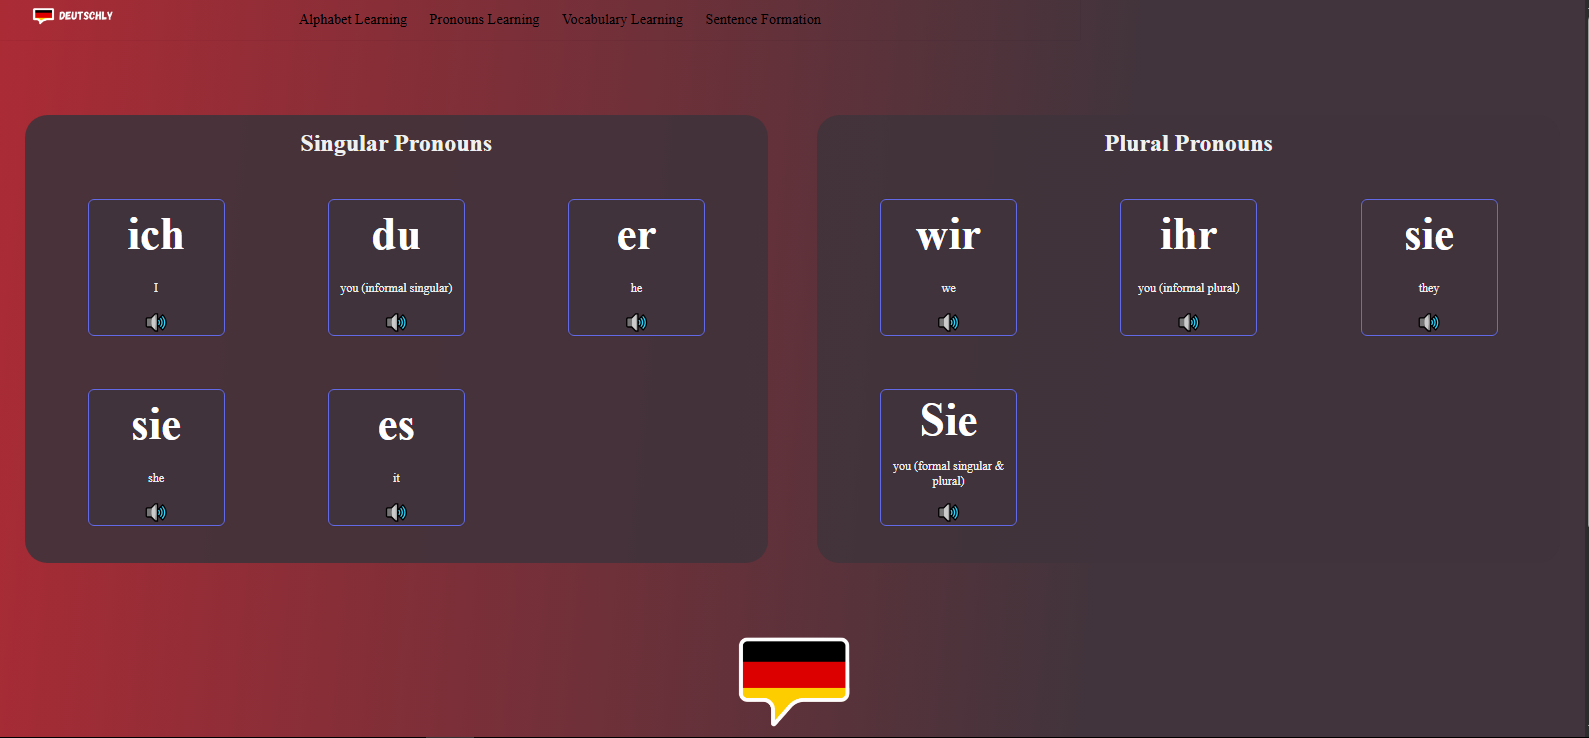 DEUTSCHLY
Alphabet Learning Pronouns Learning Vocabulary Learning Sentence Formation
Singular Pronouns
ich
I
du
you (informal singular)
er
he
sie
she
es
it
Plural Pronouns
wir
we
ihr
you (informal plural)
sie
they
Sie
you (formal singular &
plural)